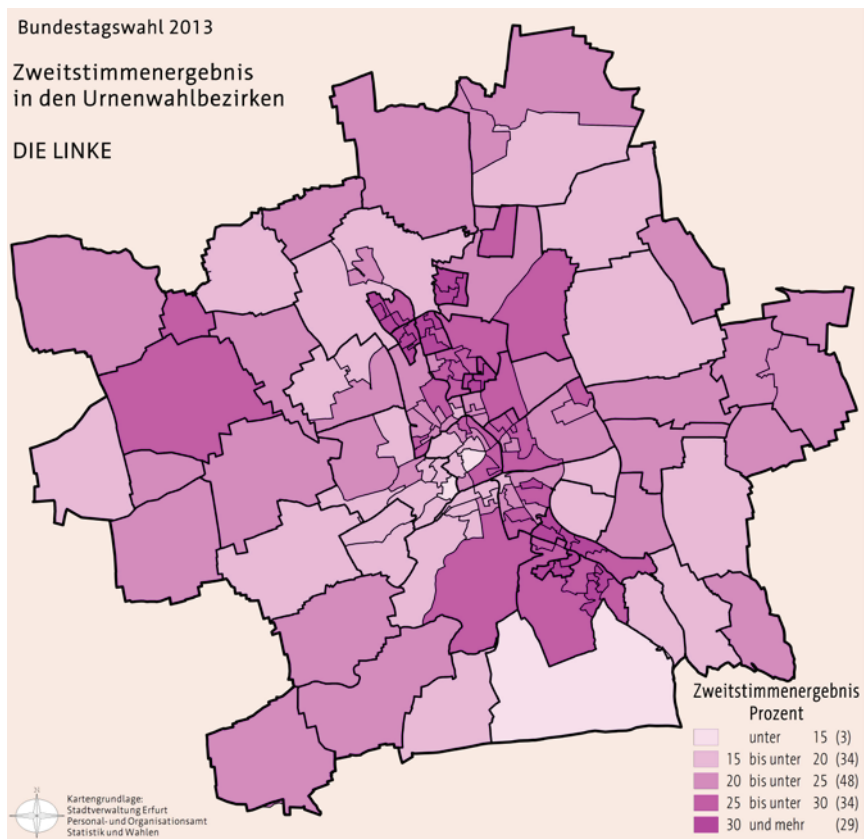 Bundestagswahl 2013
Zweitstimmenergebnis
in den Urnenwahlbezirken
DIE LINKE
Zweitstimmenergebnis
Prozent
unter 15 (3)
15 bis unter 20 (34)
20 bis unter 25 (48)
25 bis unter 30 (34)
30 und mehr (29)
N
Kartengrundlage:
Stadtverwaltung Erfurt
Personal- und Organisationsamt
Statistik und Wahlen